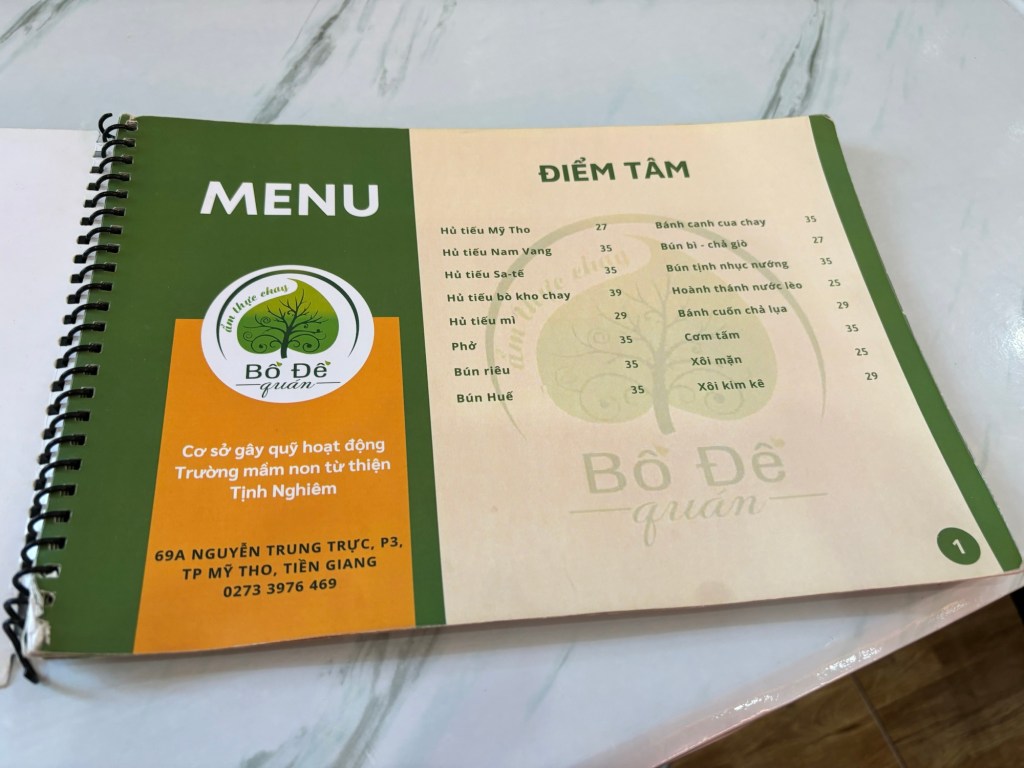 MENU
ẩm thực chay
Bồ Đề
quán
Cơ sở gây quỹ hoạt động
Trường mầm non từ thiện
Tịnh Nghiêm
69A NGUYỄN TRUNG TRỰC, P3,
TP MỸ THO, TIỀN GIANG
0273 3976 469
ĐIỂM TÂM
Hủ tiếu Mỹ Tho 27
Hủ tiếu Nam Vang 35
Hủ tiếu Sa-tế 35
Hủ tiếu bò kho chay 39
Hủ tiếu mì 29
Phở 35
Bún riêu 35
Bún Huế 35
Bánh canh cua chay 35
Bún bì - chả giò 27
Bún tịnh nhục nướng 35
Hoành thánh nước lèo 25
Bánh cuốn chả lụa 29
Cơm tấm 35
Xôi mặn 25
Xôi kim kê 29
ẩm thực chay
Bồ Đề
quán
1